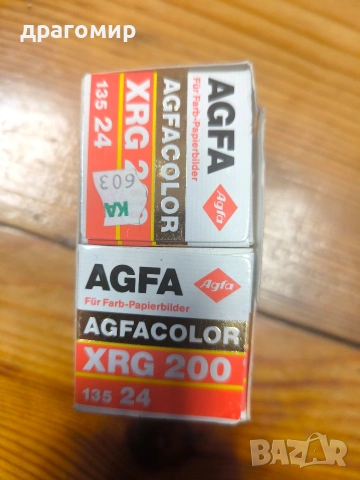 драгомир
AGFA
Agfa
Für Farb-Papierbilder
AGFACOLOR
XRG 200
135 24
KA
603
AGFA
Agfa
Für Farb-Papierbilder
AGFACOLOR
XRG 200
135 24
BAZAR